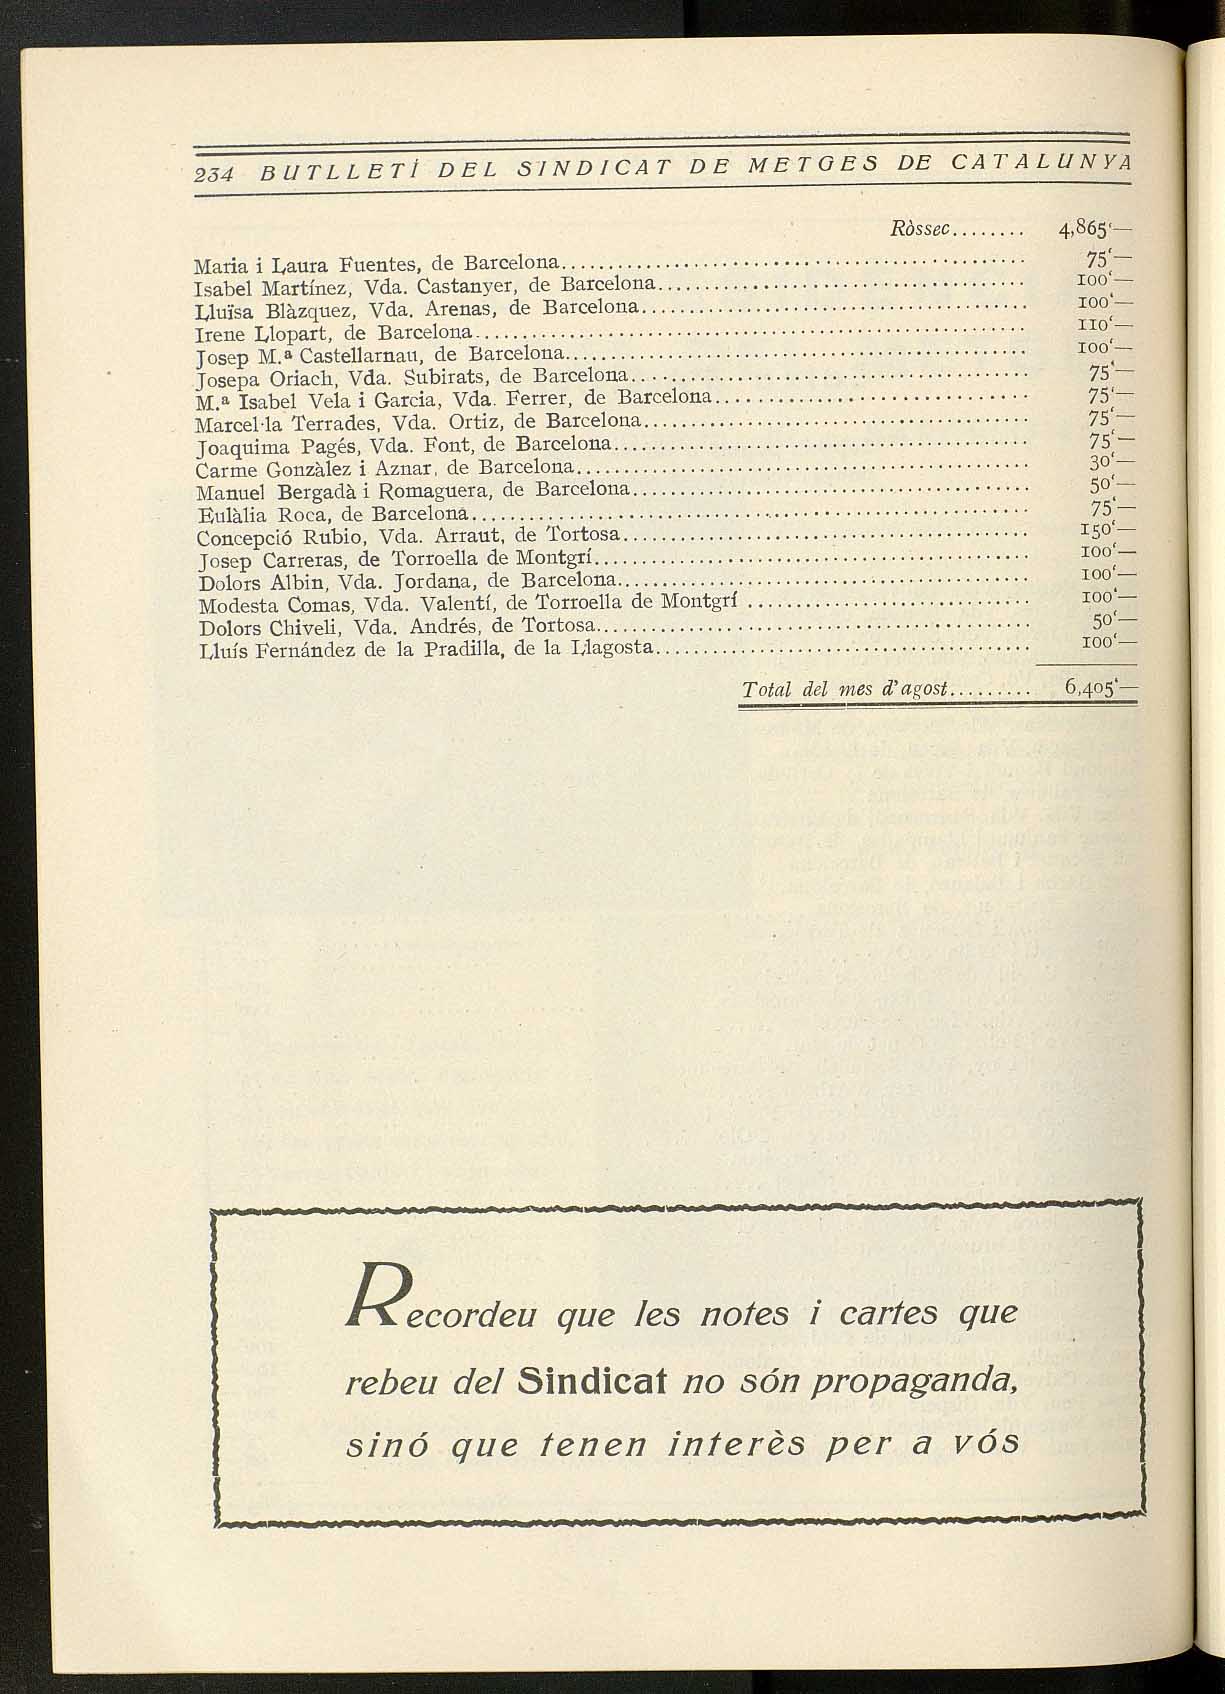 234 BUTLLETÍ DEL SINDICAT DE METGES DE CATALUNYA
Ròssec........ 4,865'—
Maria i Laura Fuentes, de Barcelona........ 75'—
Isabel Martínez, Vda. Castanyer, de Barcelona........ 100'—
Lluïsa Blàzquez, Vda. Arenas, de Barcelona........ 100'—
Irene Llopart, de Barcelona........ 110'—
Josep M.ª Castellarnau, de Barcelona........ 100'—
Josepa Oriach, Vda. Subirats, de Barcelona........ 75'—
M.ª Isabel Vela i Garcia, Vda. Ferrer, de Barcelona........ 75'—
Marcel·la Terrades, Vda. Ortiz, de Barcelona........ 75'—
Joaquima Pagés, Vda. Font, de Barcelona........ 75'—
Carme Gonzàlez i Aznar, de Barcelona........ 30'—
Manuel Bergadà i Romaguera, de Barcelona........ 50'—
Eulàlia Roca, de Barcelona........ 75'—
Concepció Rubio, Vda. Arraut, de Tortosa........ 150'—
Josep Carreras, de Torroella de Montgrí........ 100'—
Dolors Albin, Vda. Jordana, de Barcelona........ 100'—
Modesta Comas, Vda. Valentí, de Torroella de Montgrí ........ 100'—
Dolors Chiveli, Vda. Andrés, de Tortosa........ 50'—
Lluís Fernández de la Pradilla, de la Llagosta........ 100'—
Total del mes d'agost......... 6,405'—
Recordeu que les notes i cartes que
rebeu del Sindicat no són propaganda,
sinó que tenen interès per a vós